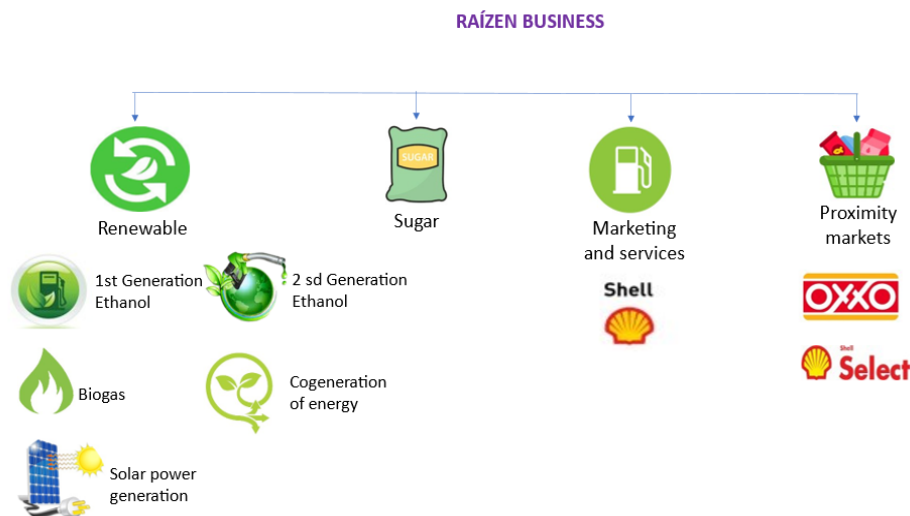 RAÍZEN BUSINESS
SUGAR
Renewable
Sugar
Marketing
and services
Proximity
markets
1st Generation
Ethanol
2 sd Generation
Ethanol
Shell
OXXO
Shell
Select
Biogas
Cogeneration
of energy
Solar power
generation